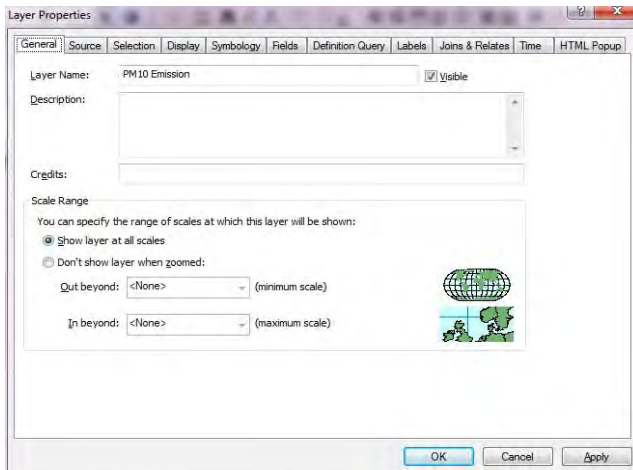 Layer Properties
General Source Selection Display Symbology Fields Definition Query Labels Joins & Relates Time HTML Popup
Layer Name: PM10 Emission Visible
Description:
Credits:
Scale Range
You can specify the range of scales at which this layer will be shown:
Show layer at all scales
Don't show layer when zoomed:
Out beyond: <None> (minimum scale)
In beyond: <None> (maximum scale)
OK Cancel Apply